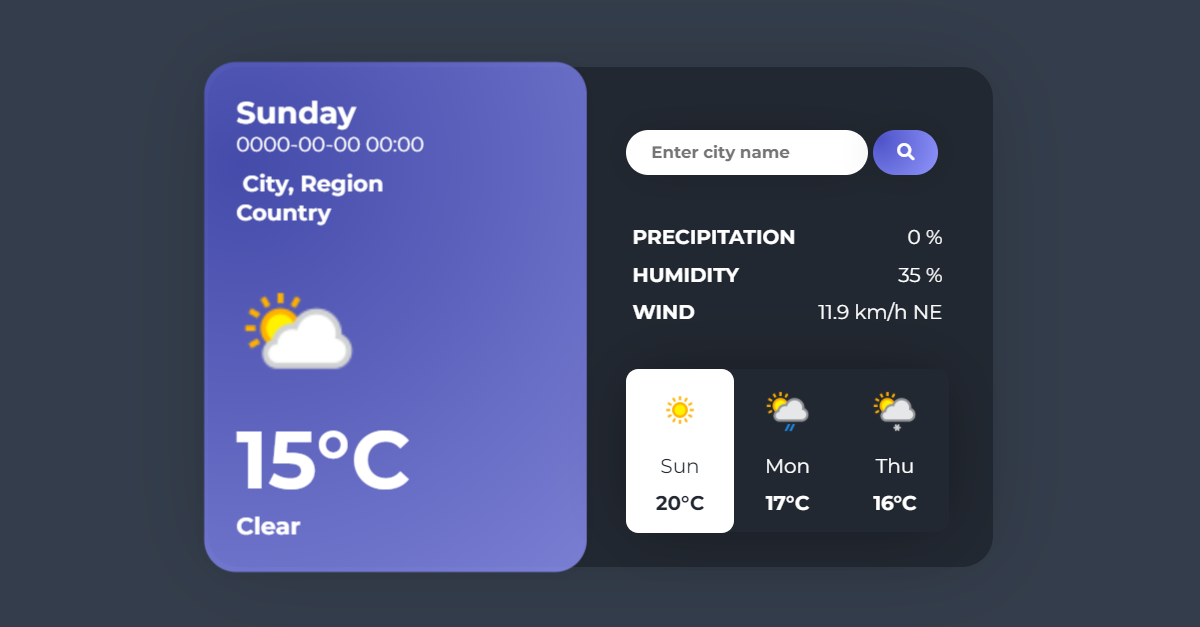 Sunday
0000-00-00 00:00
City, Region
Country
15°C
Clear
Enter city name
PRECIPITATION 0 %
HUMIDITY 35 %
WIND 11.9 km/h NE
Sun Mon Thu
20°C 17°C 16°C